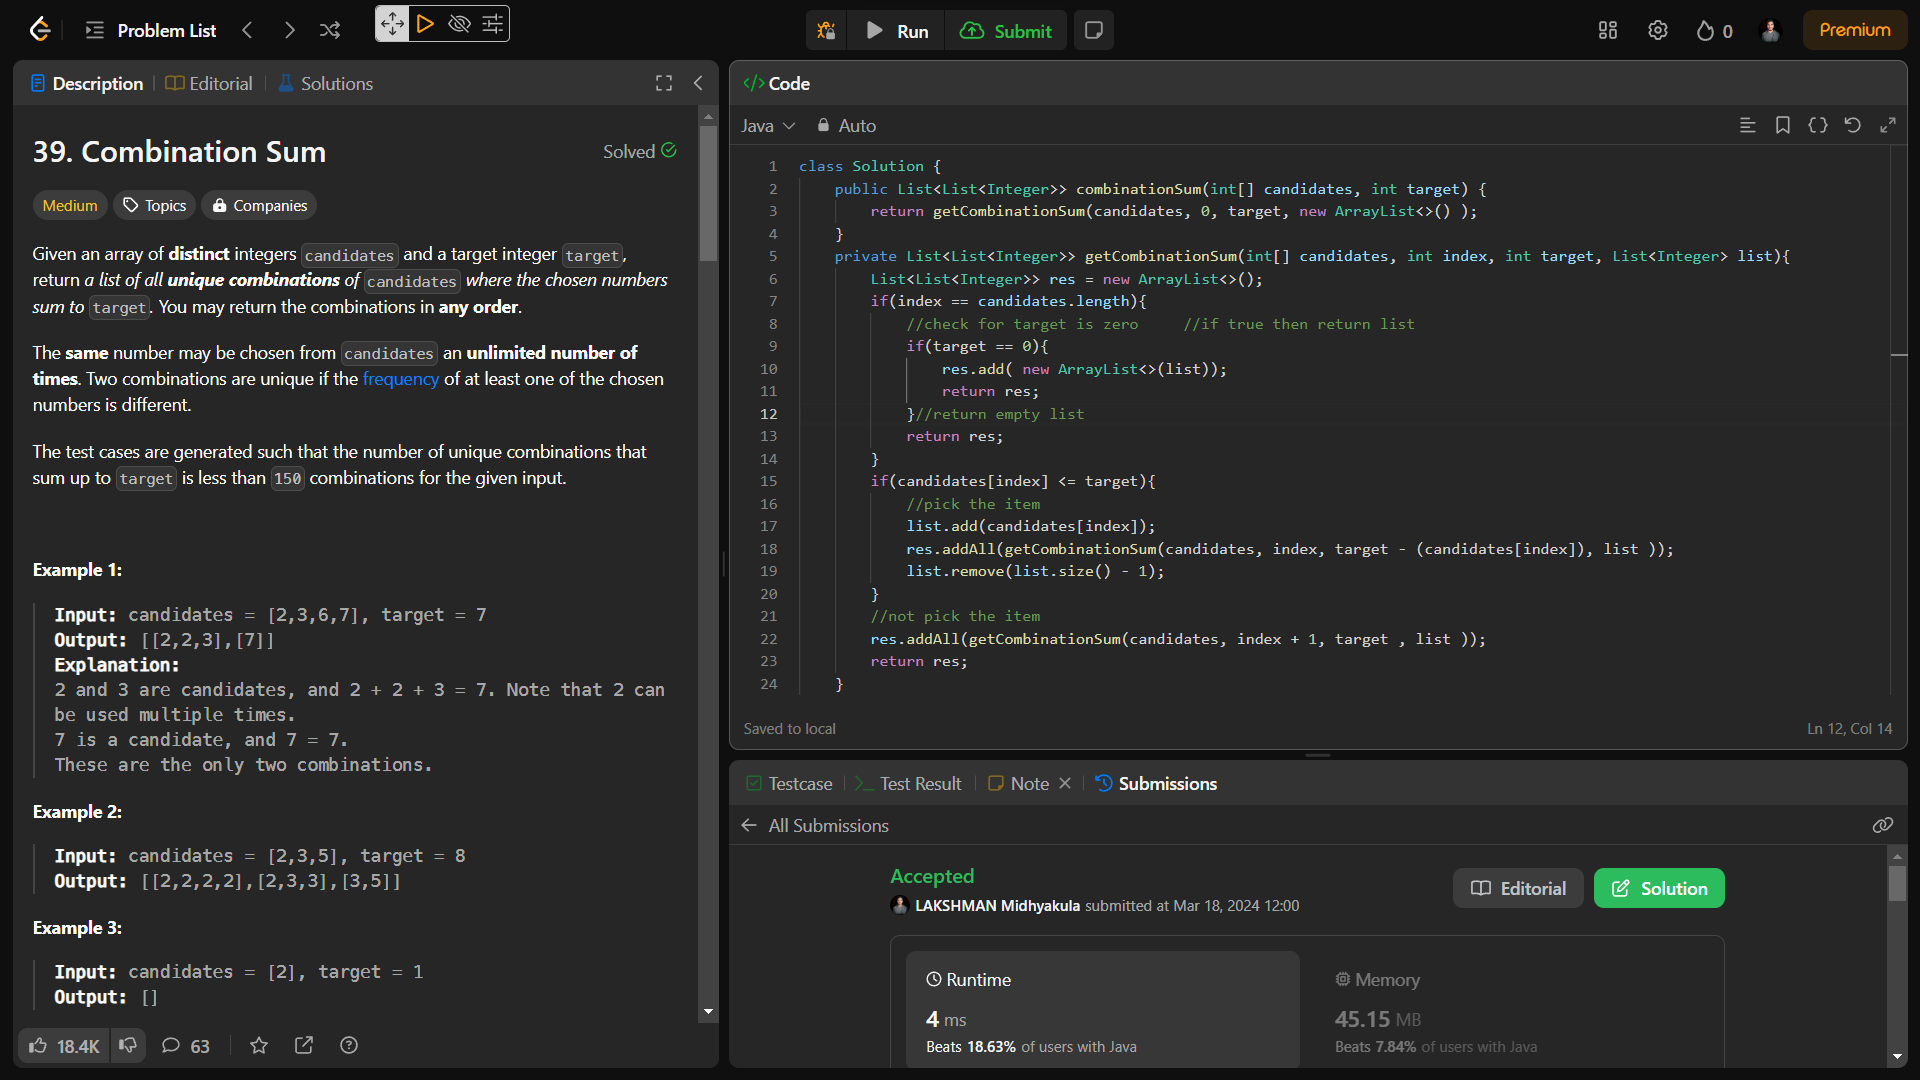 Problem List
Run
Submit
0
Premium
Description
Editorial
Solutions
39. Combination Sum
Solved
Medium
Topics
Companies
Given an array of distinct integers candidates and a target integer target,
return a list of all unique combinations of candidates where the chosen numbers
sum to target. You may return the combinations in any order.
The same number may be chosen from candidates an unlimited number of
times. Two combinations are unique if the frequency of at least one of the chosen
numbers is different.
The test cases are generated such that the number of unique combinations that
sum up to target is less than 150 combinations for the given input.
Example 1:
Input: candidates = [2,3,6,7], target = 7
Output: [[2,2,3],[7]]
Explanation:
2 and 3 are candidates, and 2 + 2 + 3 = 7. Note that 2 can
be used multiple times.
7 is a candidate, and 7 = 7.
These are the only two combinations.
Example 2:
Input: candidates = [2,3,5], target = 8
Output: [[2,2,2,2],[2,3,3],[3,5]]
Example 3:
Input: candidates = [2], target = 1
Output: []
18.4K
63
</> Code
Java
Auto
1 class Solution {
2 public List<List<Integer>> combinationSum(int[] candidates, int target) {
3 return getCombinationSum(candidates, 0, target, new ArrayList<>() );
4 }
5 private List<List<Integer>> getCombinationSum(int[] candidates, int index, int target, List<Integer> list){
6 List<List<Integer>> res = new ArrayList<>();
7 if(index == candidates.length){
8 //check for target is zero //if true then return list
9 if(target == 0){
10 res.add( new ArrayList<>(list));
11 return res;
12 }//return empty list
13 return res;
14 }
15 if(candidates[index] <= target){
16 //pick the item
17 list.add(candidates[index]);
18 res.addAll(getCombinationSum(candidates, index, target - (candidates[index]), list ));
19 list.remove(list.size() - 1);
20 }
21 //not pick the item
22 res.addAll(getCombinationSum(candidates, index + 1, target , list ));
23 return res;
24 }
Saved to local
Ln 12, Col 14
Testcase
Test Result
Note
Submissions
All Submissions
Accepted
LAKSHMAN Midhyakula submitted at Mar 18, 2024 12:00
Editorial
Solution
Runtime
4 ms
Beats 18.63% of users with Java
Memory
45.15 MB
Beats 7.84% of users with Java